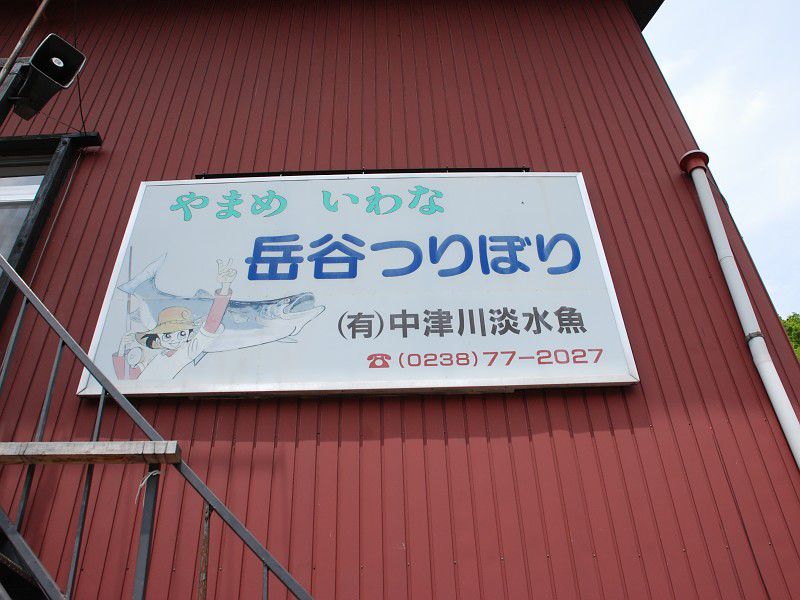 やまめ いわな
岳谷つりぼり
(有)中津川淡水魚
☎(0238)77-2027